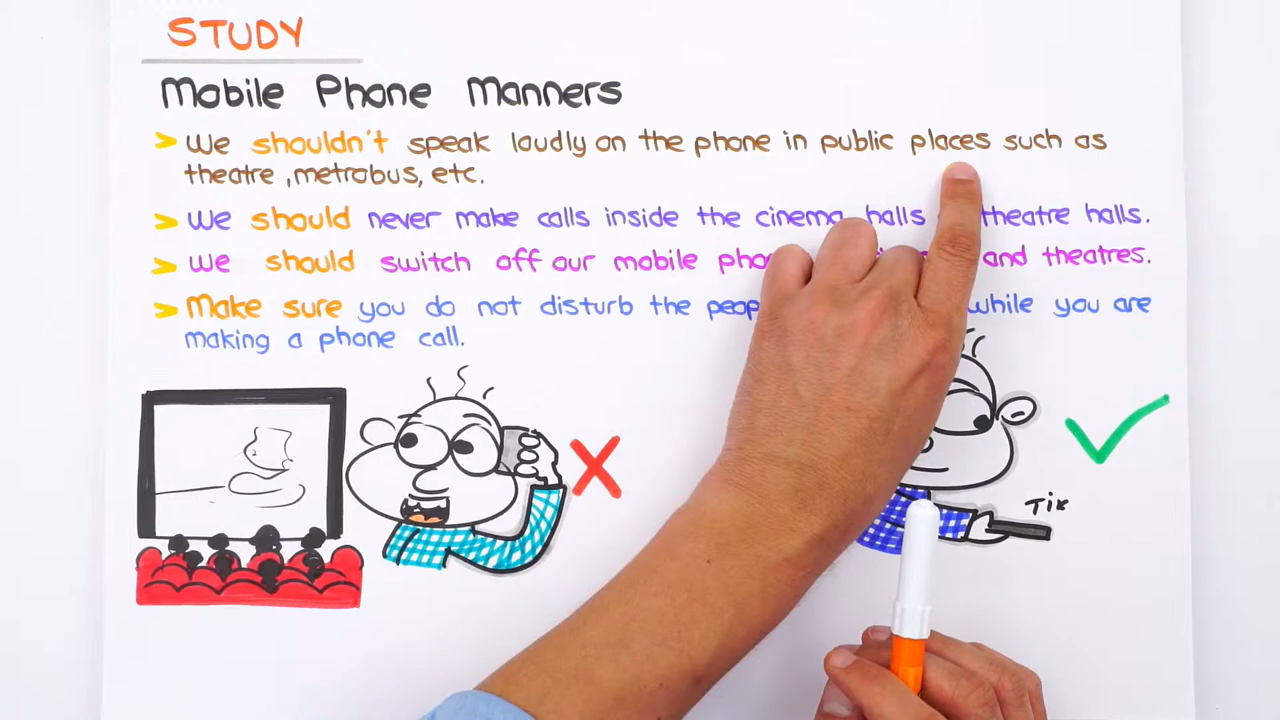 STUDY
Mobile Phone Manners
> We shouldn't speak loudly on the phone in public places such as
theatre, metrobus, etc.
> We should never make calls inside the cinema halls theatre halls.
> We should switch off our mobile and theatres.
> Make sure you do not disturb the while you are
making a phone call.